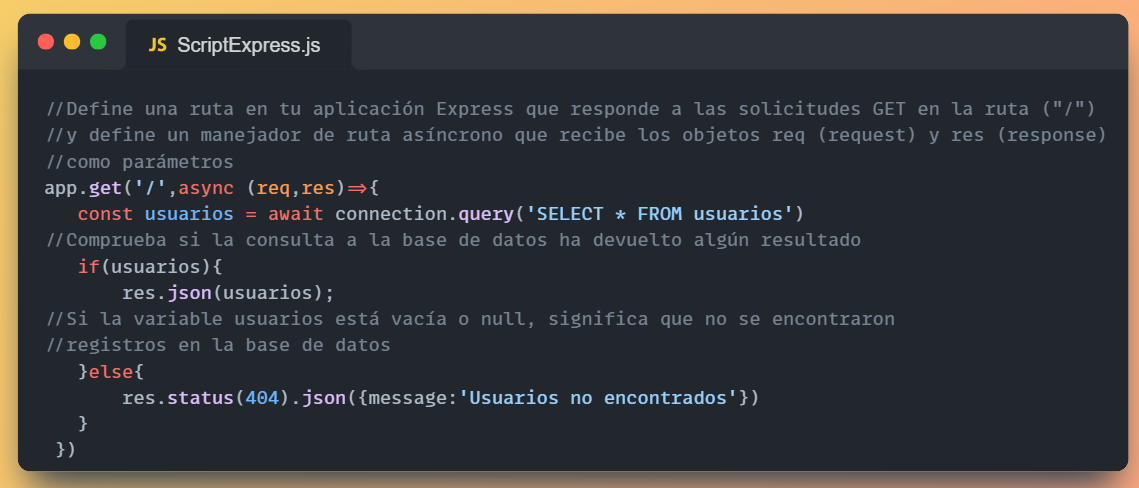 JS ScriptExpress.js
//Define una ruta en tu aplicación Express que responde a las solicitudes GET en la ruta ("/")
//y define un manejador de ruta asíncrono que recibe los objetos req (request) y res (response)
//como parámetros
app.get('/',async (req,res)=>{
   const usuarios = await connection.query('SELECT * FROM usuarios')
//Comprueba si la consulta a la base de datos ha devuelto algún resultado
   if(usuarios){
       res.json(usuarios);
//Si la variable usuarios está vacía o null, significa que no se encontraron
//registros en la base de datos
   }else{
       res.status(404).json({message:'Usuarios no encontrados'})
   }
 })